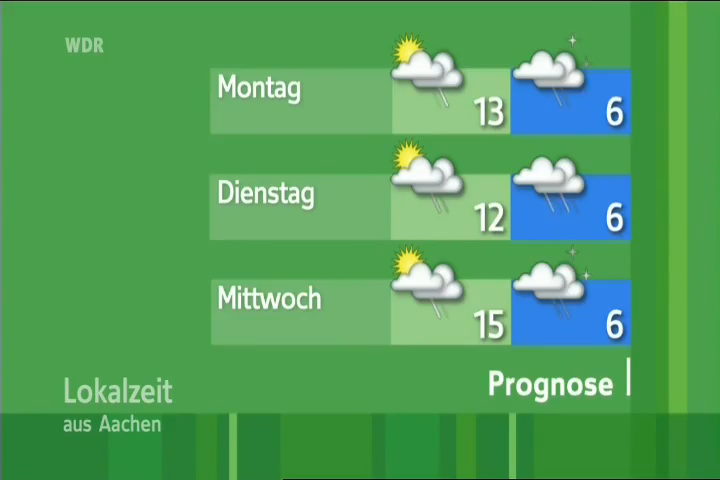 WDR
Montag 13 6
Dienstag 12 6
Mittwoch 15 6
Prognose
Lokalzeit
aus Aachen